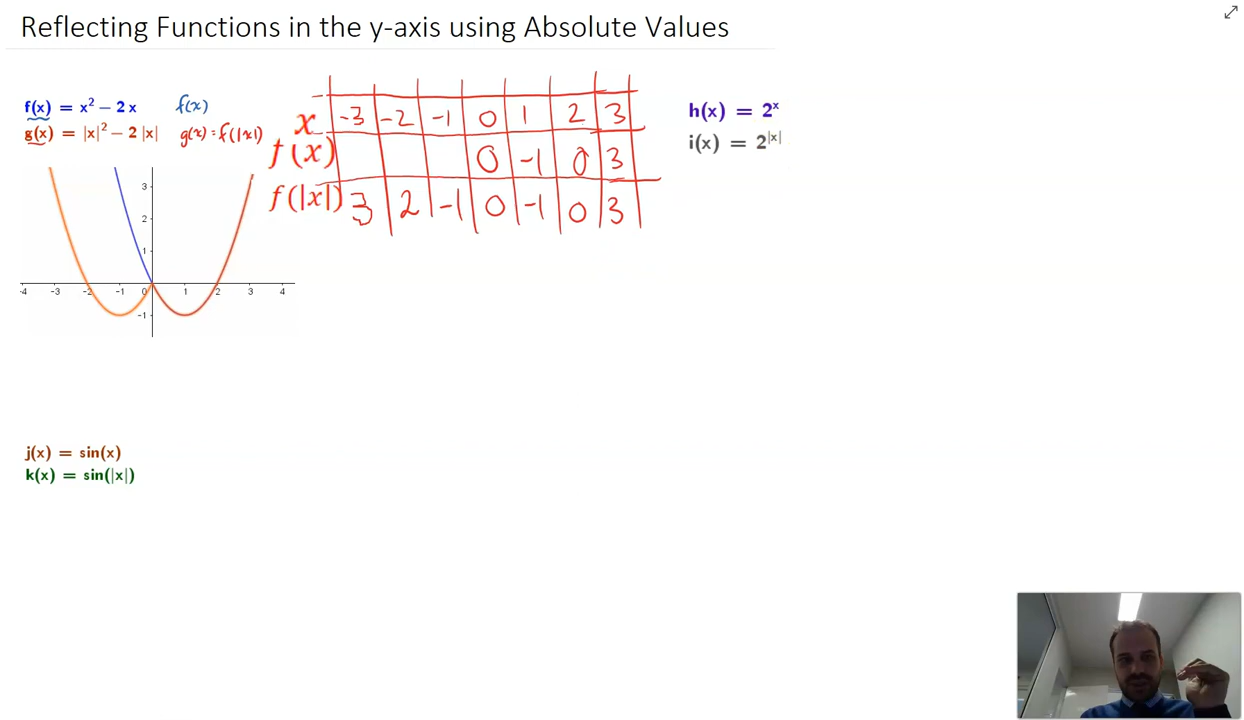 Reflecting Functions in the y-axis using Absolute Values
f(x) = x² – 2 x f(x)
g(x) = |x|² – 2 |x| g(x) = f(|x|)
x -3 -2 -1 0 1 2 3
f(x) 0 -1 0 3
f(|x|) 3 2 -1 0 -1 0 3
h(x) = 2ˣ
i(x) = 2^|x|
3
2
1
-4 -3 -2 -1 0 1 2 3 4
-1
j(x) = sin(x)
k(x) = sin(|x|)